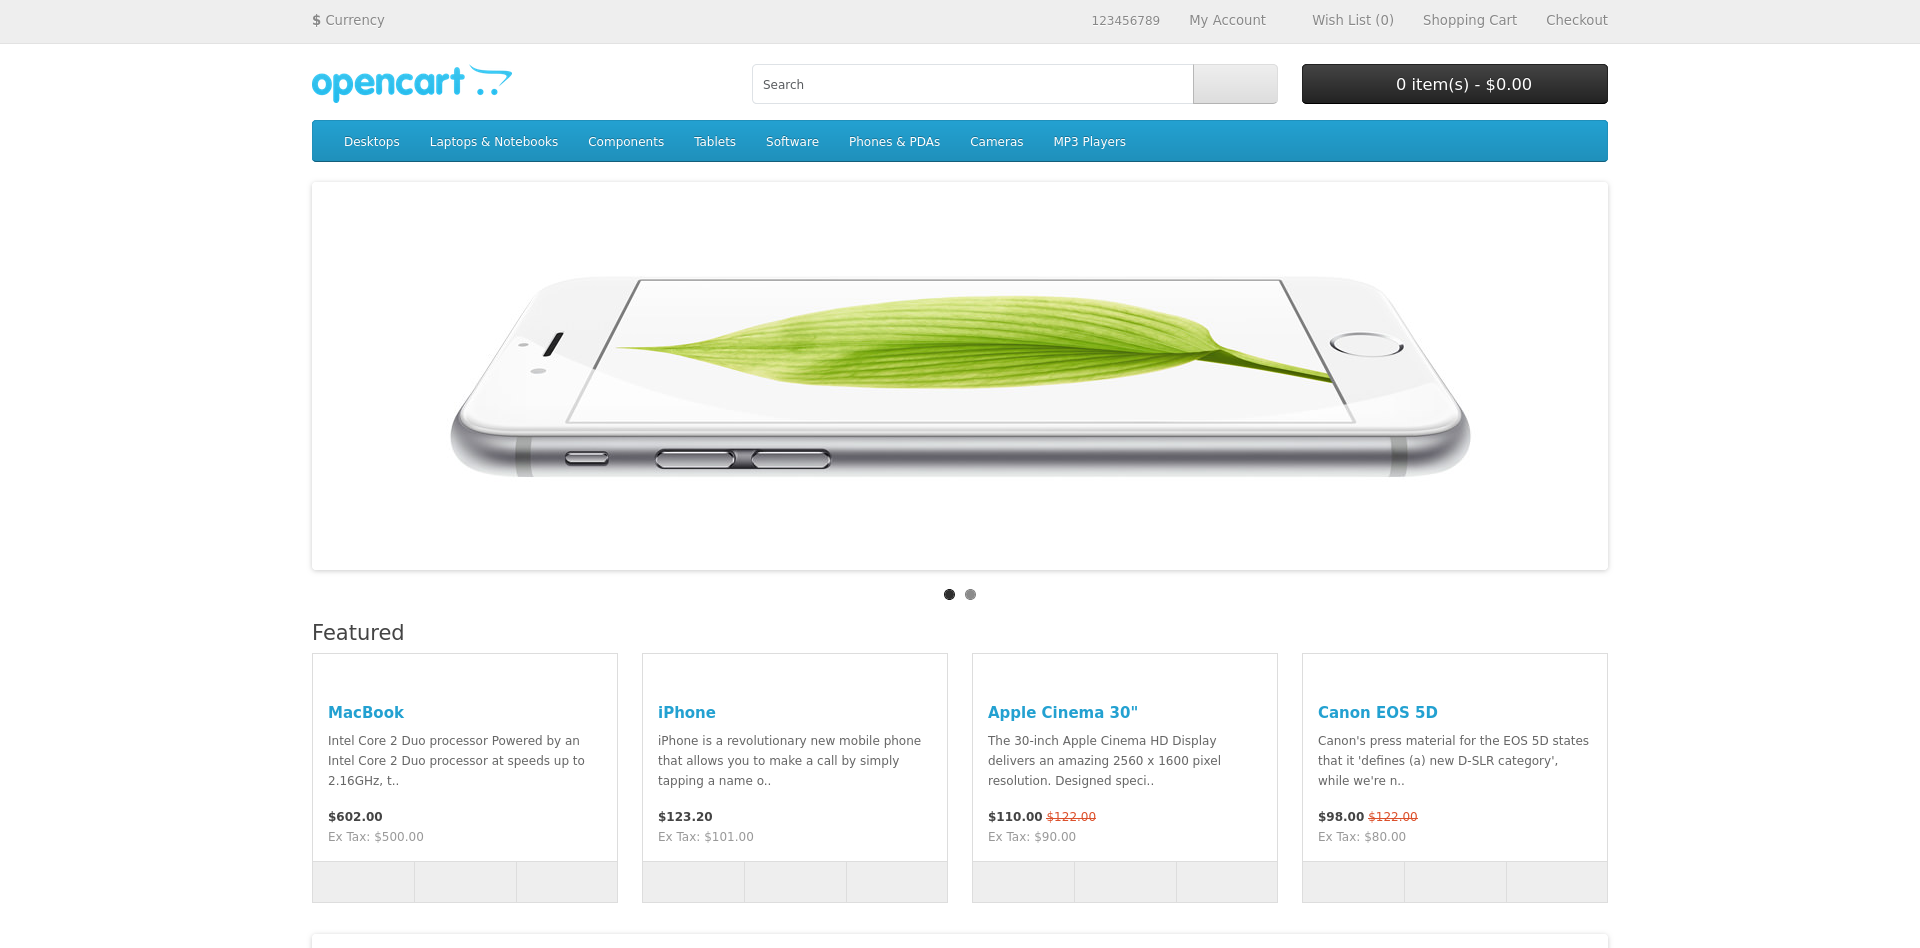 $ Currency
123456789
My Account
Wish List (0)
Shopping Cart
Checkout
opencart
Search
0 item(s) - $0.00
Desktops
Laptops & Notebooks
Components
Tablets
Software
Phones & PDAs
Cameras
MP3 Players
Featured
MacBook
Intel Core 2 Duo processor Powered by an
Intel Core 2 Duo processor at speeds up to
2.16GHz, t..
$602.00
Ex Tax: $500.00
iPhone
iPhone is a revolutionary new mobile phone
that allows you to make a call by simply
tapping a name o..
$123.20
Ex Tax: $101.00
Apple Cinema 30"
The 30-inch Apple Cinema HD Display
delivers an amazing 2560 x 1600 pixel
resolution. Designed speci..
$110.00 $122.00
Ex Tax: $90.00
Canon EOS 5D
Canon's press material for the EOS 5D states
that it 'defines (a) new D-SLR category',
while we're n..
$98.00 $122.00
Ex Tax: $80.00